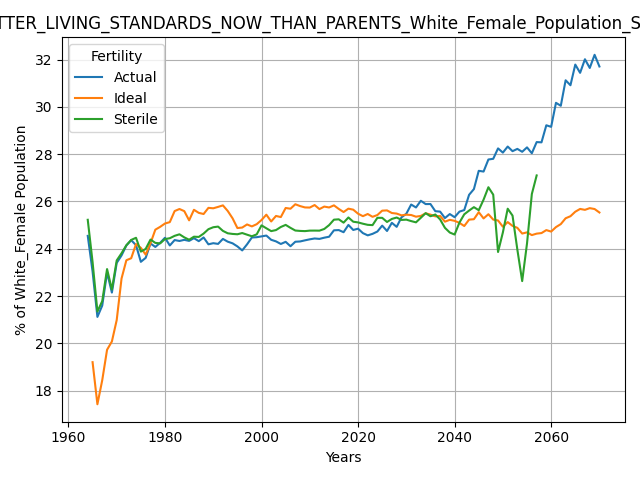 TTER_LIVING_STANDARDS_NOW_THAN_PARENTS_White_Female_Population_S
Fertility
Actual
Ideal
Sterile
% of White_Female Population
32
30
28
26
24
22
20
18
1960
1980
2000
2020
2040
2060
Years